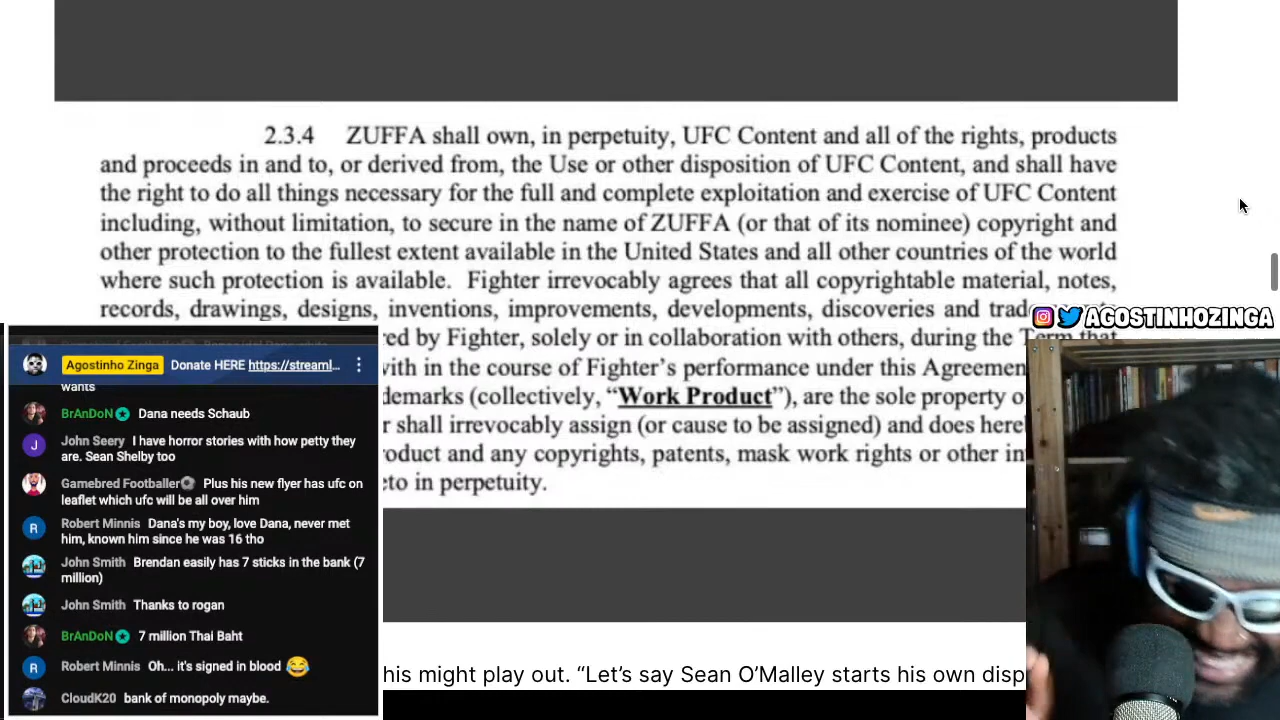 2.3.4 ZUFFA shall own, in perpetuity, UFC Content and all of the rights, products
and proceeds in and to, or derived from, the Use or other disposition of UFC Content, and shall have
the right to do all things necessary for the full and complete exploitation and exercise of UFC Content
including, without limitation, to secure in the name of ZUFFA (or that of its nominee) copyright and
other protection to the fullest extent available in the United States and all other countries of the world
where such protection is available. Fighter irrevocably agrees that all copyrightable material, notes,
records, drawings, designs, inventions, improvements, developments, discoveries and trad
red by Fighter, solely or in collaboration with others, during the Term that
with in the course of Fighter's performance under this Agreemen
demarks (collectively, "Work Product"), are the sole property o
r shall irrevocably assign (or cause to be assigned) and does here
oduct and any copyrights, patents, mask work rights or other in
eto in perpetuity.
his might play out. “Let’s say Sean O’Malley starts his own disp
AGOSTINHOZINGA
Agostinho Zinga Donate HERE https://streaml...
wants
BrAnDoN Dana needs Schaub
J
John Seery I have horror stories with how petty they
are. Sean Shelby too
Gamebred Footballer Plus his new flyer has ufc on
leaflet which ufc will be all over him
R
Robert Minnis Dana's my boy, love Dana, never met
him, known him since he was 16 tho
John Smith Brendan easily has 7 sticks in the bank (7
million)
John Smith Thanks to rogan
BrAnDoN 7 million Thai Baht
R
Robert Minnis Oh... it's signed in blood 😂
CloudK20 bank of monopoly maybe.